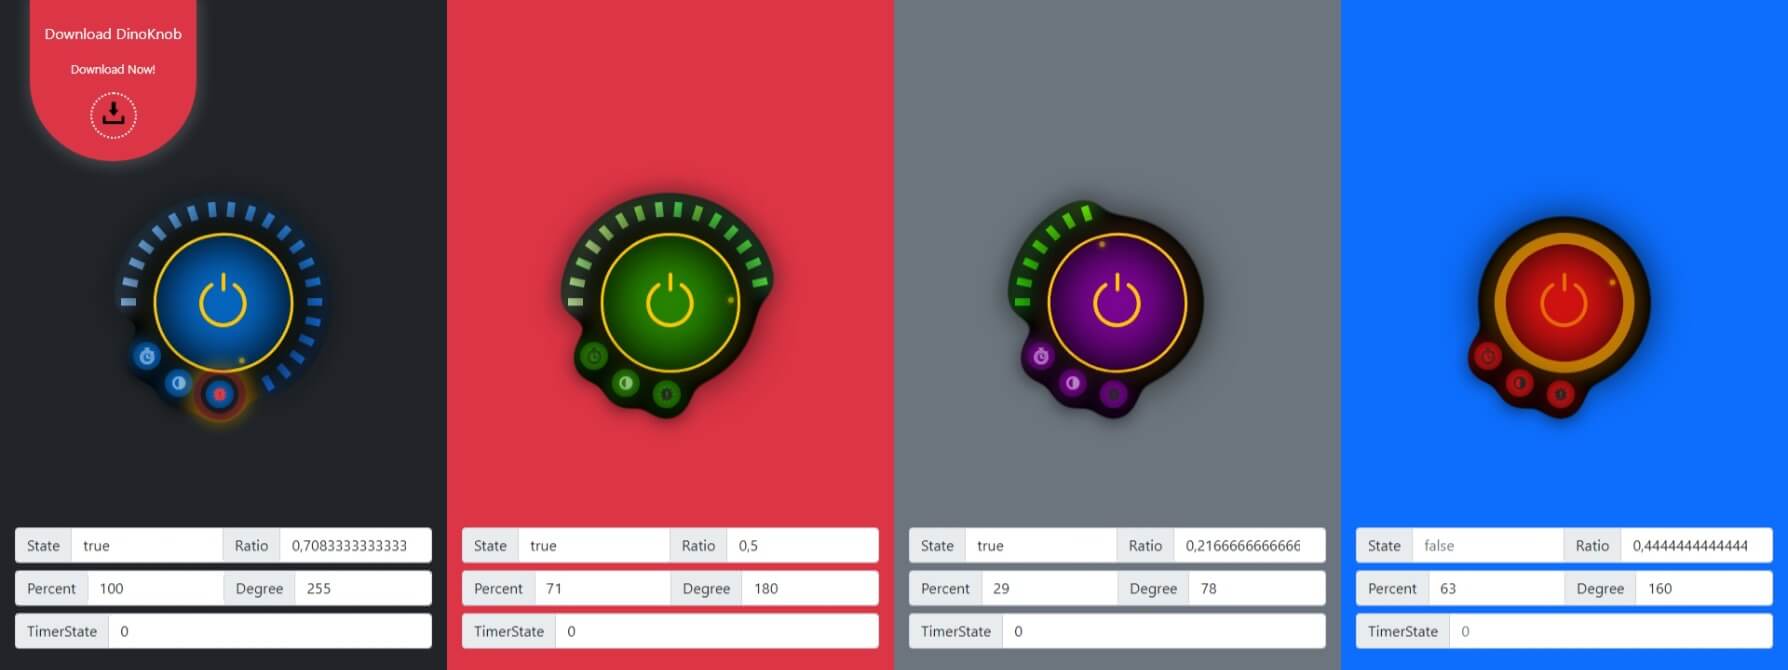 Download DinoKnob
Download Now!
State true Ratio 0,7083333333333
Percent 100 Degree 255
TimerState 0
State true Ratio 0,5
Percent 71 Degree 180
TimerState 0
State true Ratio 0,2166666666666
Percent 29 Degree 78
TimerState 0
State false Ratio 0,4444444444444
Percent 63 Degree 160
TimerState 0